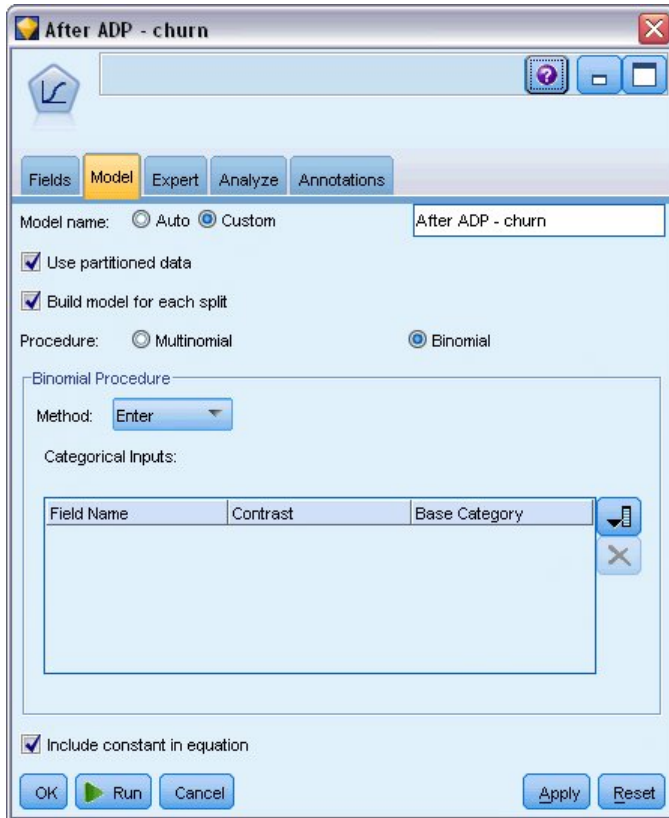 After ADP - churn
Fields Model Expert Analyze Annotations
Model name: Auto Custom After ADP - churn
Use partitioned data
Build model for each split
Procedure: Multinomial Binomial
Binomial Procedure
Method: Enter
Categorical Inputs:
Field Name Contrast Base Category
Include constant in equation
OK Run Cancel Apply Reset